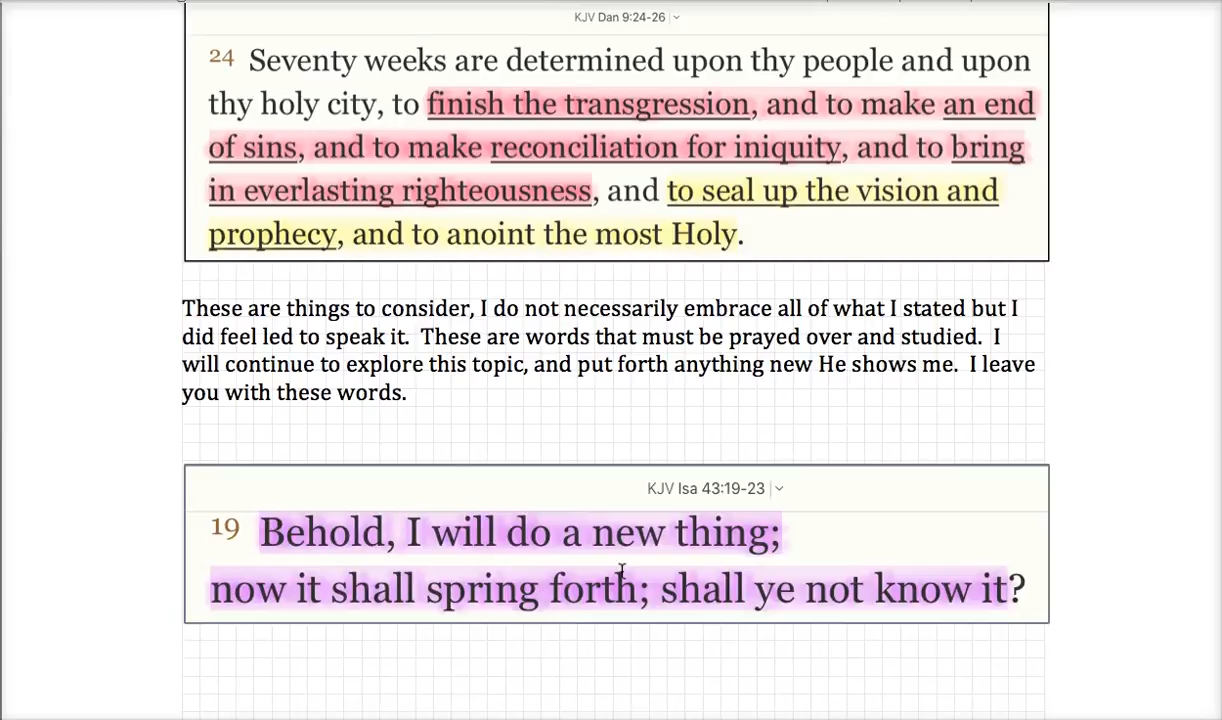 KJV Dan 9:24-26
24 Seventy weeks are determined upon thy people and upon
thy holy city, to finish the transgression, and to make an end
of sins, and to make reconciliation for iniquity, and to bring
in everlasting righteousness, and to seal up the vision and
prophecy, and to anoint the most Holy.
These are things to consider, I do not necessarily embrace all of what I stated but I
did feel led to speak it.  These are words that must be prayed over and studied.  I
will continue to explore this topic, and put forth anything new He shows me.  I leave
you with these words.
KJV Isa 43:19-23
19 Behold, I will do a new thing;
now it shall spring forth; shall ye not know it?